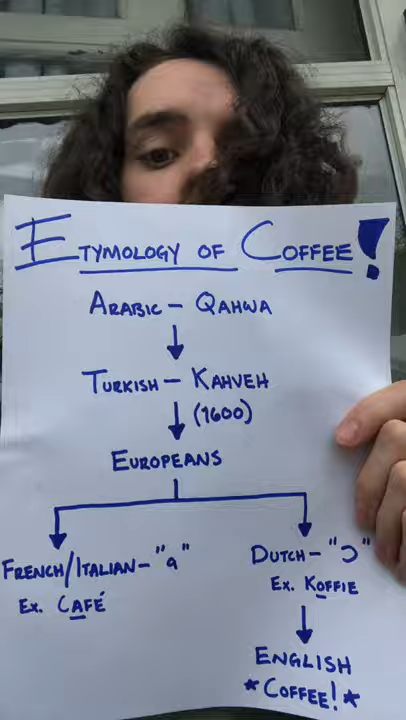 ETYMOLOGY OF COFFEE!
ARABIC - QAHWA
TURKISH - KAHVEH
(1600)
EUROPEANS
FRENCH/ITALIAN - "a"
EX. CAFÉ
DUTCH - "ɔ"
EX. KOFFIE
ENGLISH
*COFFEE!*